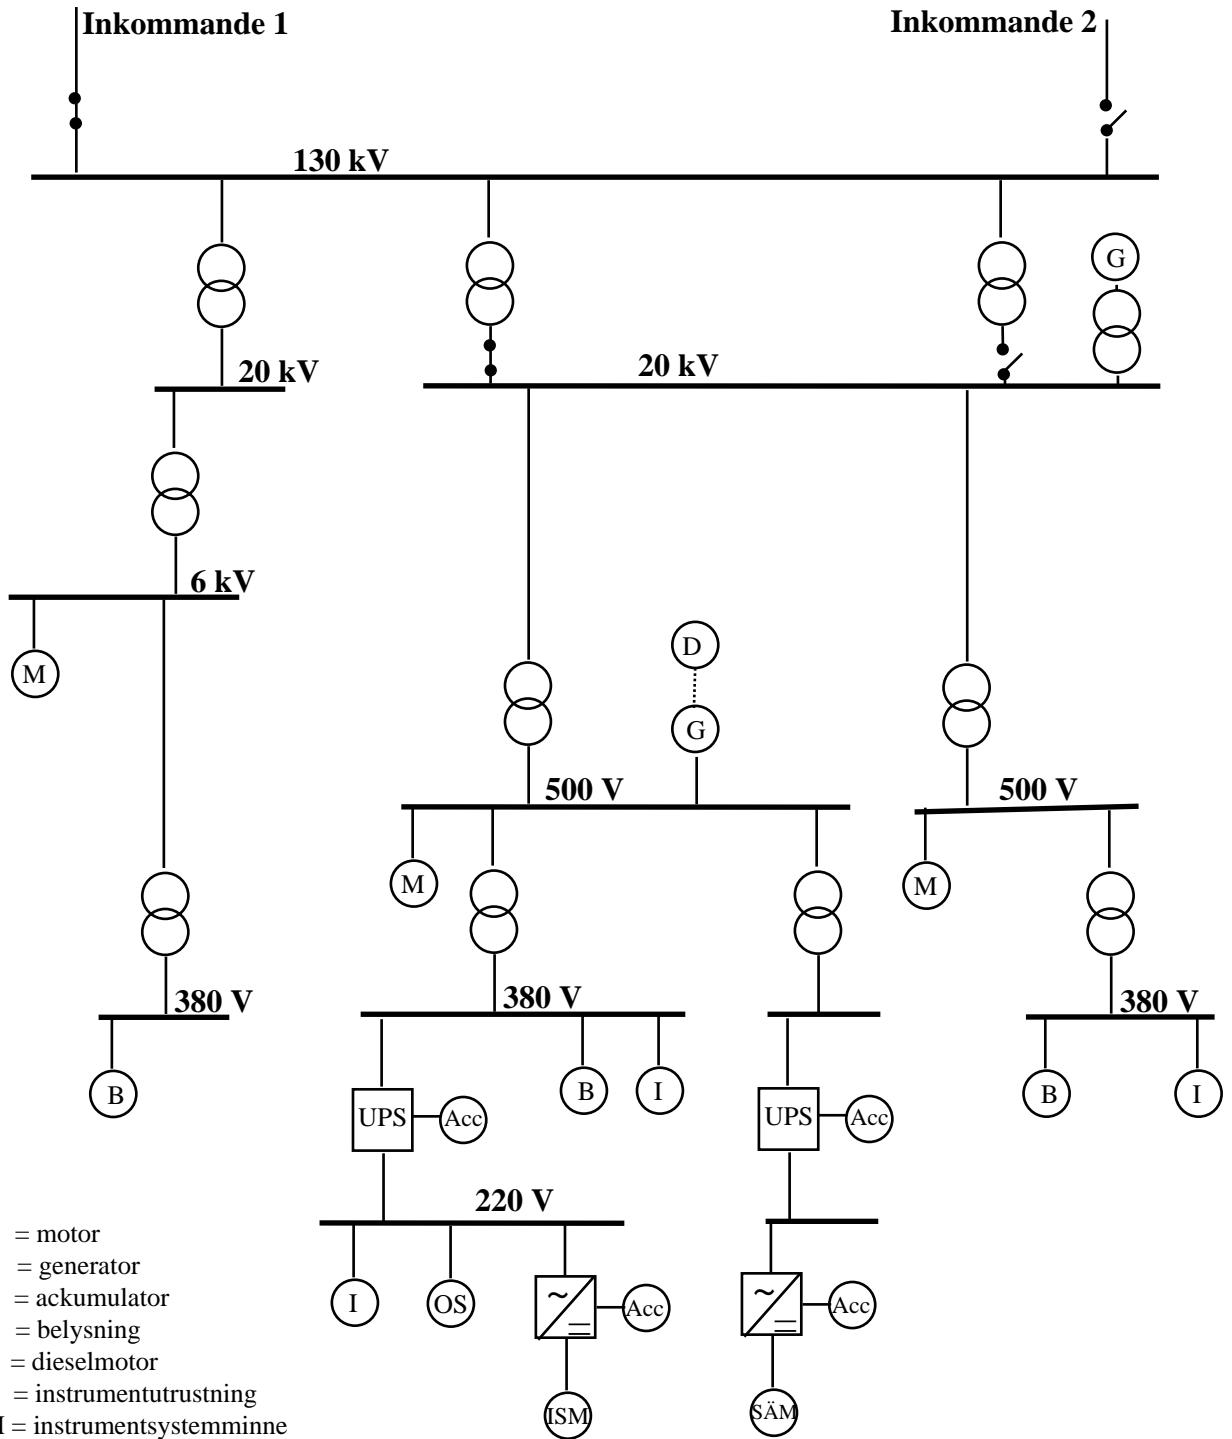 Inkommande 1
Inkommande 2
130 kV
G
20 kV
20 kV
6 kV
M
D
G
500 V
500 V
M
M
380 V
380 V
380 V
B
B
I
B
I
UPS
Acc
UPS
Acc
220 V
I
OS
~
Acc
~
Acc
ISM
SÄM
= motor
= generator
= ackumulator
= belysning
= dieselmotor
= instrumentutrustning
= instrumentsystemminne